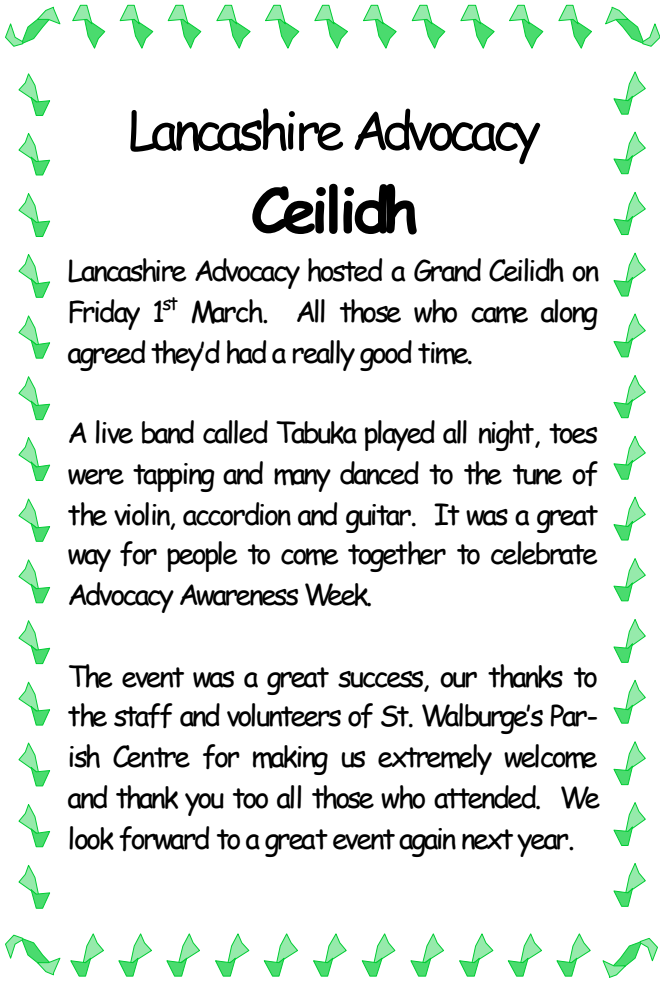 Lancashire Advocacy
Ceilidh
Lancashire Advocacy hosted a Grand Ceilidh on
Friday 1st March.  All those who came along
agreed they'd had a really good time.
A live band called Tabuka played all night, toes
were tapping and many danced to the tune of
the violin, accordion and guitar.  It was a great
way for people to come together to celebrate
Advocacy Awareness Week.
The event was a great success, our thanks to
the staff and volunteers of St. Walburge's Par-
ish Centre for making us extremely welcome
and thank you too all those who attended.  We
look forward to a great event again next year.